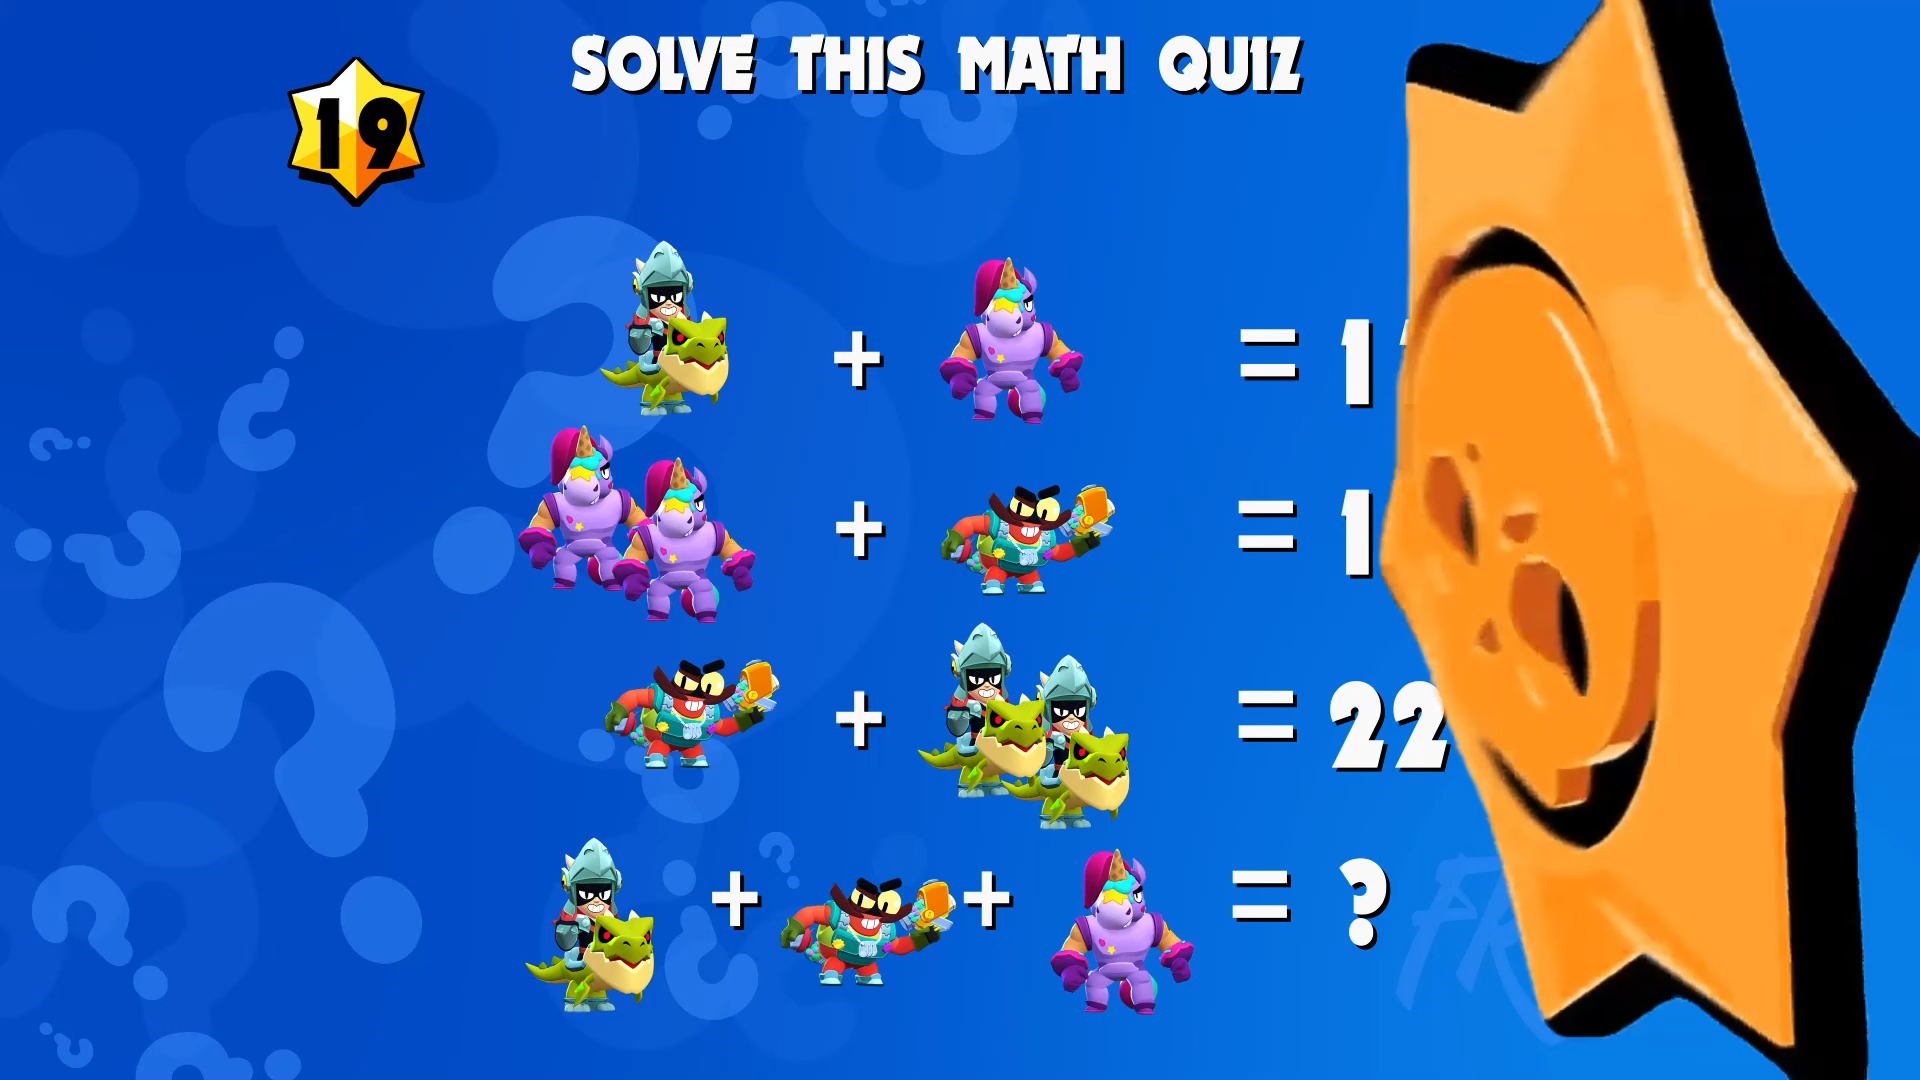 SOLVE THIS MATH QUIZ
19
+ = 1
+ = 1
+ = 22
+ + = ?